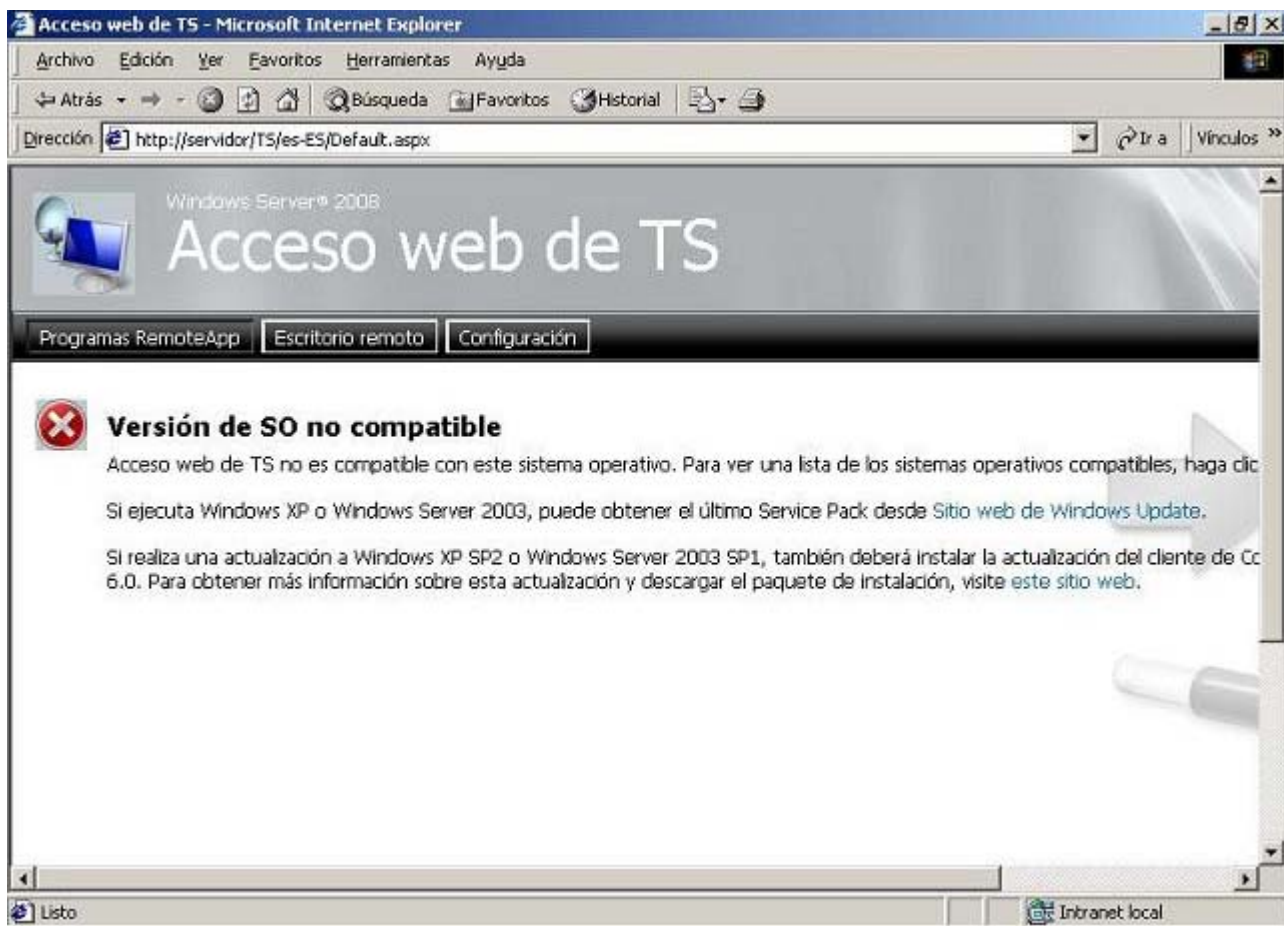 Acceso web de TS - Microsoft Internet Explorer
Archivo Edición Ver Favoritos Herramientas Ayuda
Atrás Búsqueda Favoritos Historial
Dirección http://servidor/TS/es-ES/Default.aspx Ir a Vínculos »
Windows Server® 2008
Acceso web de TS
Programas RemoteApp Escritorio remoto Configuración
Versión de SO no compatible
Acceso web de TS no es compatible con este sistema operativo. Para ver una lista de los sistemas operativos compatibles, haga clic
Si ejecuta Windows XP o Windows Server 2003, puede obtener el último Service Pack desde Sitio web de Windows Update.
Si realiza una actualización a Windows XP SP2 o Windows Server 2003 SP1, también deberá instalar la actualización del cliente de Co
6.0. Para obtener más información sobre esta actualización y descargar el paquete de instalación, visite este sitio web.
Listo Intranet local